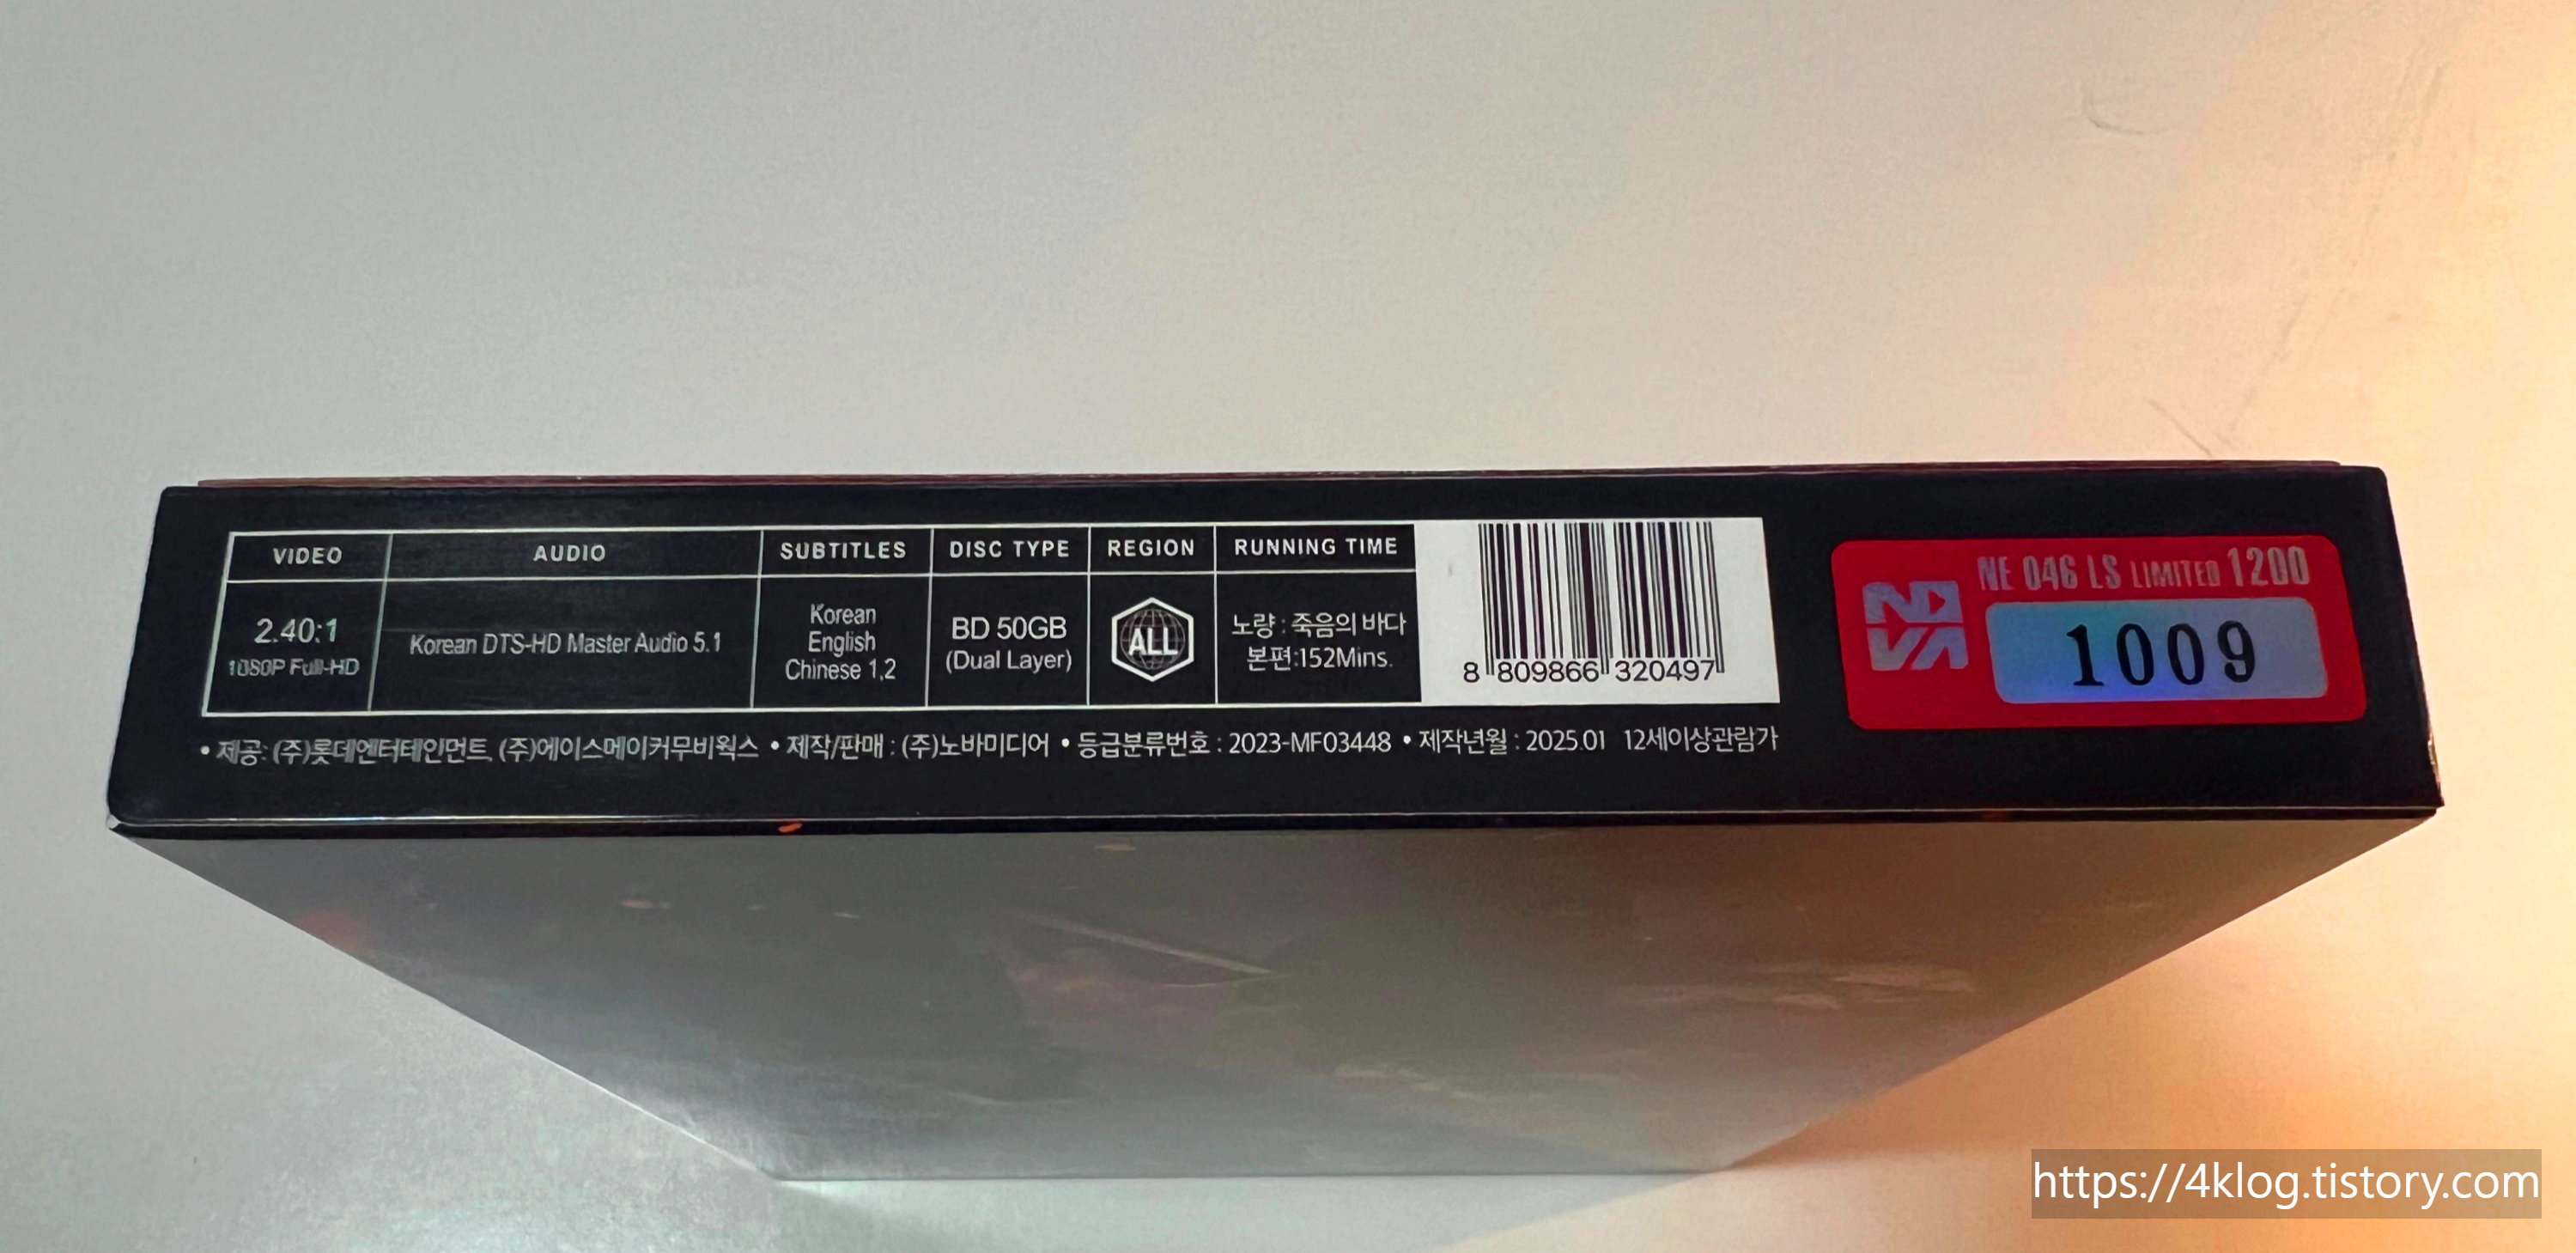 VIDEO
2.40:1
1080P Full-HD
AUDIO
Korean DTS-HD Master Audio 5.1
SUBTITLES
Korean
English
Chinese 1,2
DISC TYPE
BD 50GB
(Dual Layer)
REGION
ALL
RUNNING TIME
노량 : 죽음의 바다
본편:152Mins.
8 809866 320497
NOVA
NE 046 LS LIMITED 1200
1009
• 제공: (주)롯데엔터테인먼트, (주)에이스메이커무비웍스 • 제작/판매 : (주)노바미디어 • 등급분류번호 : 2023-MF03448 • 제작년월 : 2025.01 12세이상관람가
https://4klog.tistory.com